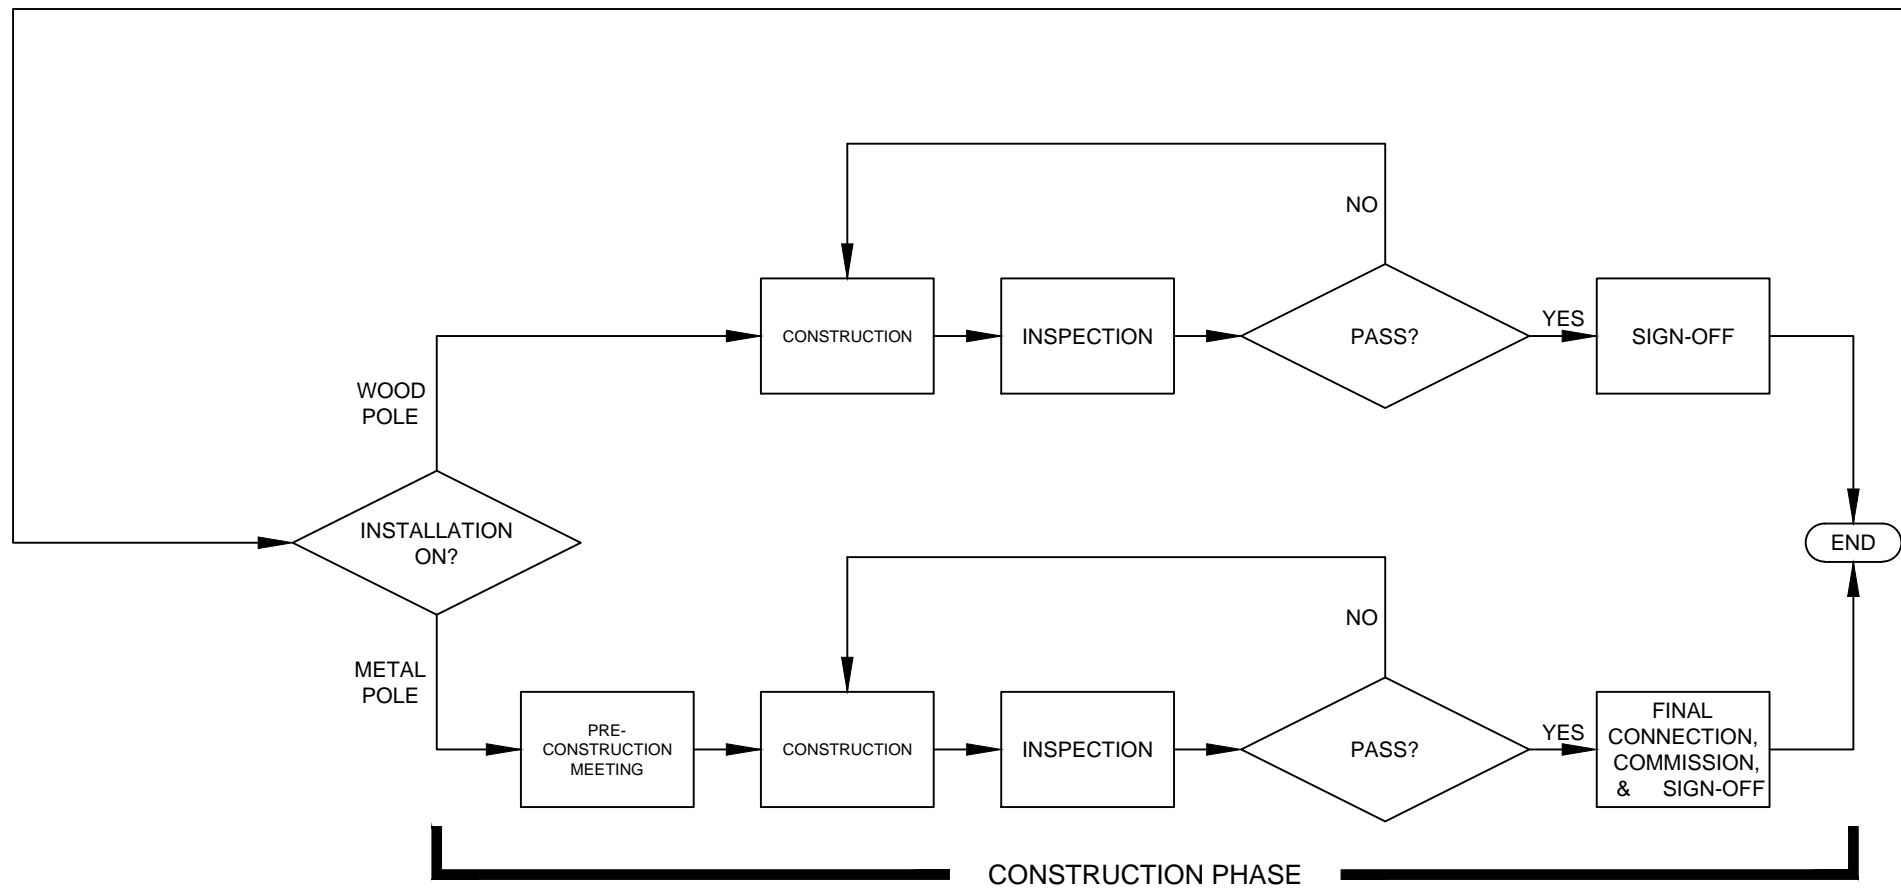 NO
CONSTRUCTION
INSPECTION
PASS?
YES
SIGN-OFF
WOOD
POLE
INSTALLATION
ON?
END
NO
METAL
POLE
PRE-
CONSTRUCTION
MEETING
CONSTRUCTION
INSPECTION
PASS?
YES
FINAL
CONNECTION,
COMMISSION,
& SIGN-OFF
CONSTRUCTION PHASE